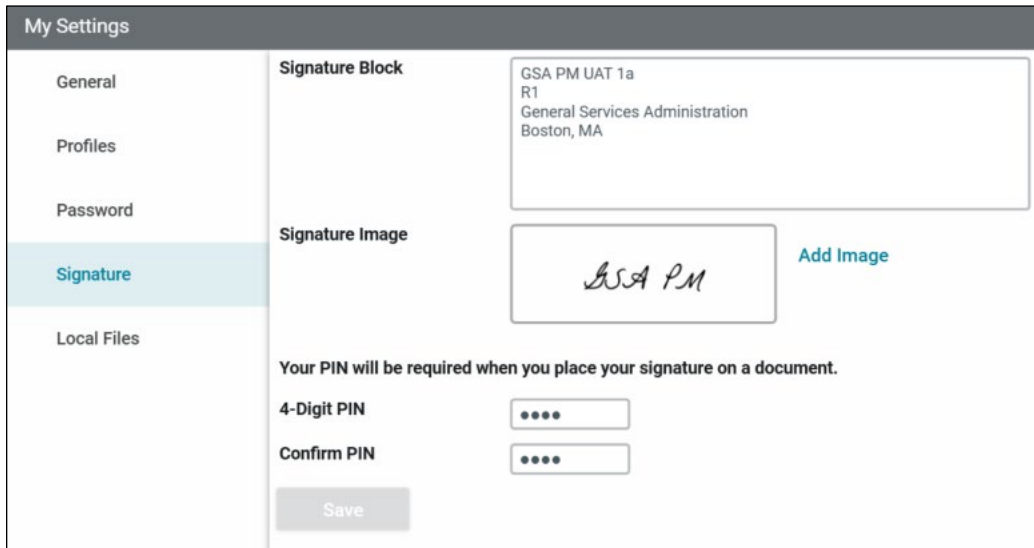 My Settings
General
Profiles
Password
Signature
Local Files
Signature Block
GSA PM UAT 1a
R1
General Services Administration
Boston, MA
Signature Image
GSA PM
Add Image
Your PIN will be required when you place your signature on a document.
4-Digit PIN
••••
Confirm PIN
••••
Save